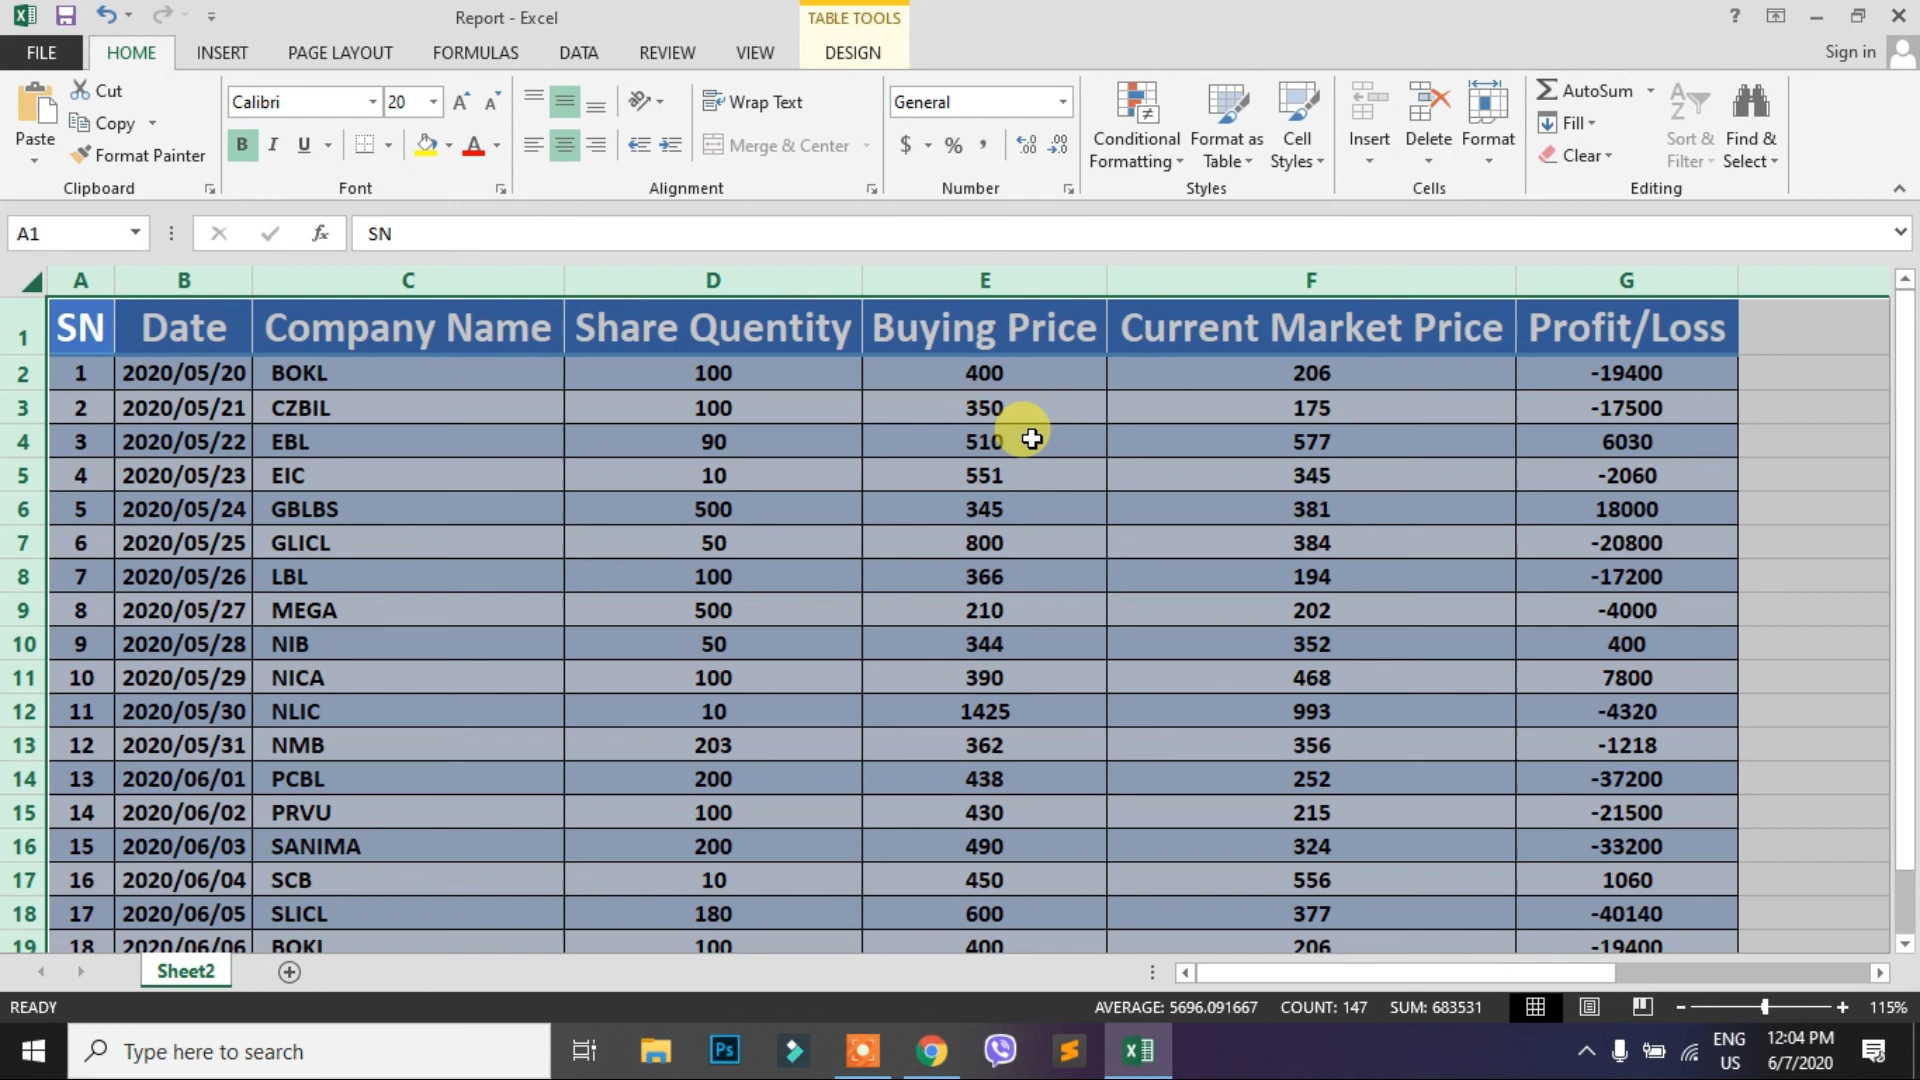 Report - Excel
TABLE TOOLS
?
FILE HOME INSERT PAGE LAYOUT FORMULAS DATA REVIEW VIEW DESIGN
Sign in
Paste
Cut
Copy
Format Painter
Clipboard
Calibri 20
B I U
Font
Wrap Text
Merge & Center
Alignment
General
$ % ,
Number
Conditional Formatting
Format as Table
Cell Styles
Styles
Insert Delete Format
Cells
AutoSum
Fill
Clear
Sort & Filter
Find & Select
Editing
A1 fx SN
A B C D E F G
1 SN Date Company Name Share Quentity Buying Price Current Market Price Profit/Loss
2 1 2020/05/20 BOKL 100 400 206 -19400
3 2 2020/05/21 CZBIL 100 350 175 -17500
4 3 2020/05/22 EBL 90 510 577 6030
5 4 2020/05/23 EIC 10 551 345 -2060
6 5 2020/05/24 GBLBS 500 345 381 18000
7 6 2020/05/25 GLICL 50 800 384 -20800
8 7 2020/05/26 LBL 100 366 194 -17200
9 8 2020/05/27 MEGA 500 210 202 -4000
10 9 2020/05/28 NIB 50 344 352 400
11 10 2020/05/29 NICA 100 390 468 7800
12 11 2020/05/30 NLIC 10 1425 993 -4320
13 12 2020/05/31 NMB 203 362 356 -1218
14 13 2020/06/01 PCBL 200 438 252 -37200
15 14 2020/06/02 PRVU 100 430 215 -21500
16 15 2020/06/03 SANIMA 200 490 324 -33200
17 16 2020/06/04 SCB 10 450 556 1060
18 17 2020/06/05 SLICL 180 600 377 -40140
19 18 2020/06/06 BOKL 100 400 206 -19400
Sheet2
READY AVERAGE: 5696.091667 COUNT: 147 SUM: 683531 115%
Type here to search
Ps
ENG
US
12:04 PM
6/7/2020